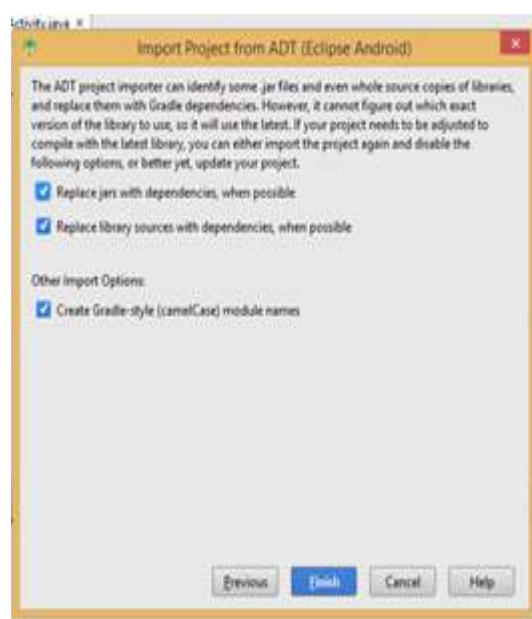 ctivity.java ×
Import Project from ADT (Eclipse Android)
The ADT project importer can identify some .jar files and even whole source copies of libraries,
and replace them with Gradle dependencies. However, it cannot figure out which exact
version of the library to use, so it will use the latest. If your project needs to be adjusted to
compile with the latest library, you can either import the project again and disable the
following options, or better yet, update your project.
Replace jars with dependencies, when possible
Replace library sources with dependencies, when possible
Other Import Options:
Create Gradle-style (camelCase) module names
Previous Finish Cancel Help